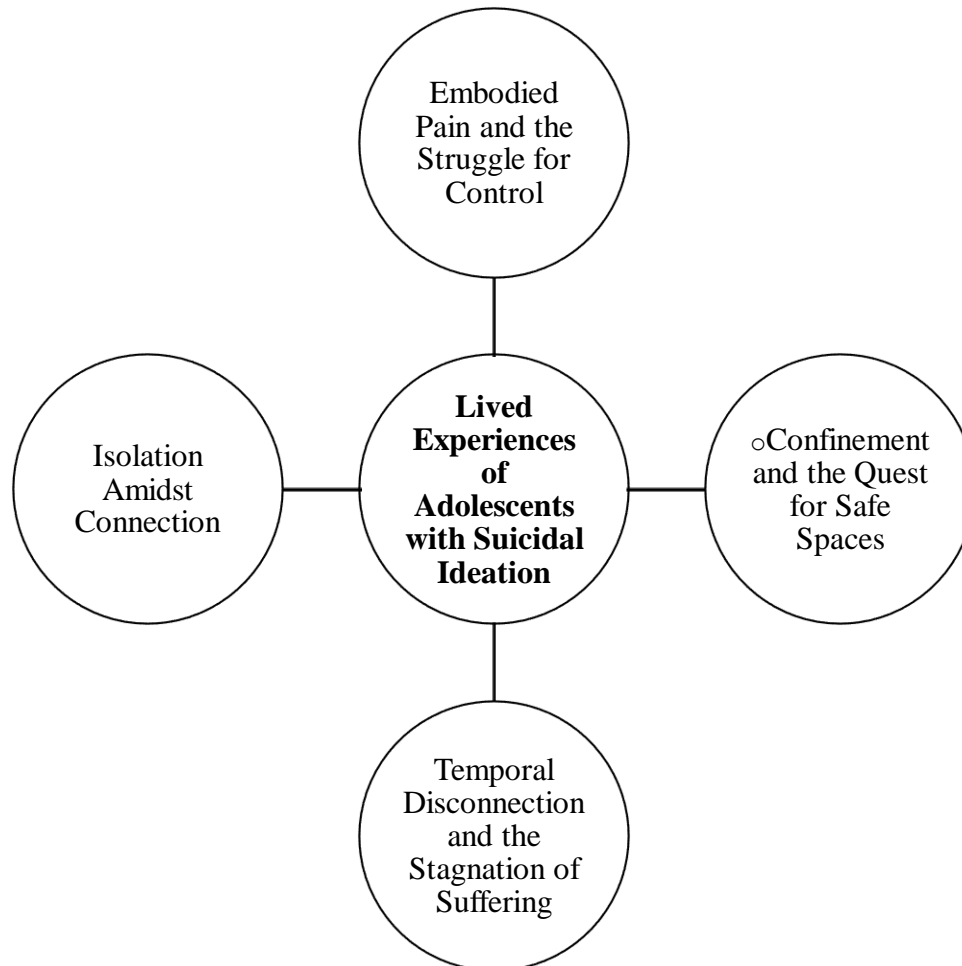 Embodied
Pain and the
Struggle for
Control
Isolation
Amidst
Connection
Lived
Experiences
of
Adolescents
with Suicidal
Ideation
oConfinement
and the Quest
for Safe
Spaces
Temporal
Disconnection
and the
Stagnation of
Suffering